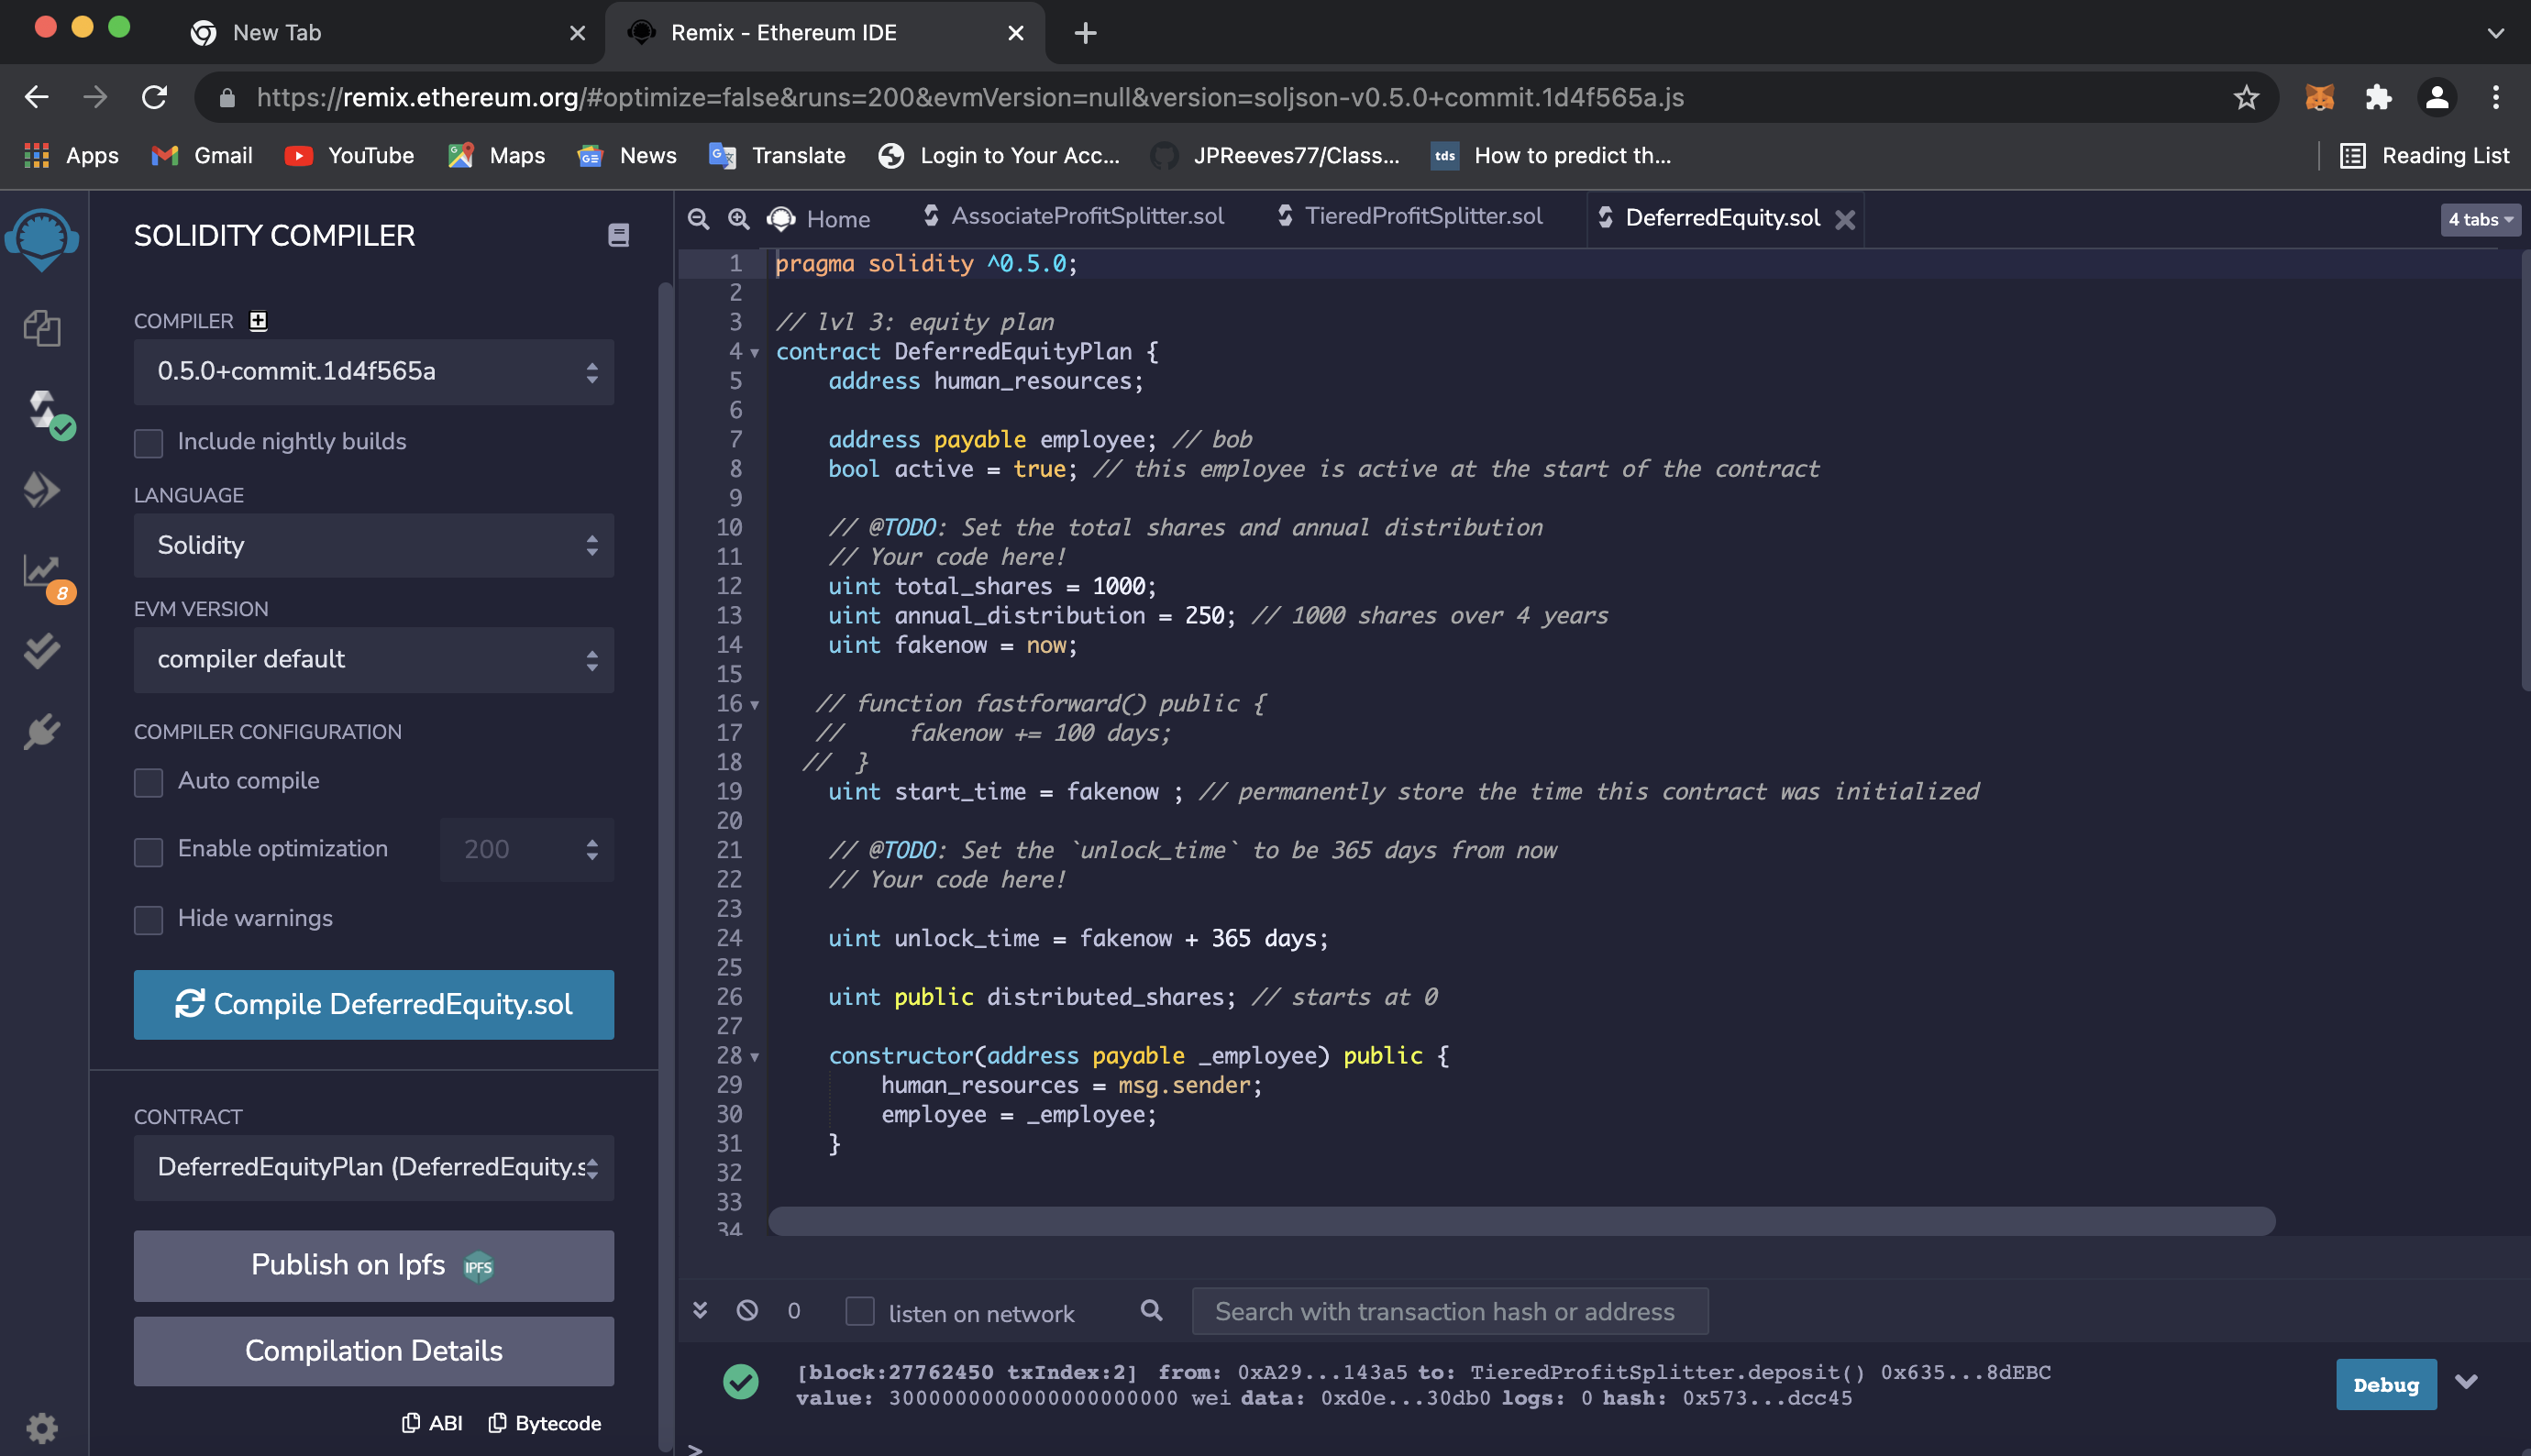 New Tab
Remix - Ethereum IDE
https://remix.ethereum.org/#optimize=false&runs=200&evmVersion=null&version=soljson-v0.5.0+commit.1d4f565a.js
Apps Gmail YouTube Maps News Translate Login to Your Acc... JPReeves77/Class... tds How to predict th... Reading List
SOLIDITY COMPILER
COMPILER
0.5.0+commit.1d4f565a
Include nightly builds
LANGUAGE
Solidity
8
EVM VERSION
compiler default
COMPILER CONFIGURATION
Auto compile
Enable optimization 200
Hide warnings
Compile DeferredEquity.sol
CONTRACT
DeferredEquityPlan (DeferredEquity.s
Publish on Ipfs IPFS
Compilation Details
ABI Bytecode
Home AssociateProfitSplitter.sol TieredProfitSplitter.sol DeferredEquity.sol 4 tabs
1 pragma solidity ^0.5.0;
2
3 // lvl 3: equity plan
4 contract DeferredEquityPlan {
5 address human_resources;
6
7 address payable employee; // bob
8 bool active = true; // this employee is active at the start of the contract
9
10 // @TODO: Set the total shares and annual distribution
11 // Your code here!
12 uint total_shares = 1000;
13 uint annual_distribution = 250; // 1000 shares over 4 years
14 uint fakenow = now;
15
16 // function fastforward() public {
17 // fakenow += 100 days;
18 // }
19 uint start_time = fakenow ; // permanently store the time this contract was initialized
20
21 // @TODO: Set the `unlock_time` to be 365 days from now
22 // Your code here!
23
24 uint unlock_time = fakenow + 365 days;
25
26 uint public distributed_shares; // starts at 0
27
28 constructor(address payable _employee) public {
29 human_resources = msg.sender;
30 employee = _employee;
31 }
32
33
34
0 listen on network Search with transaction hash or address
[block:27762450 txIndex:2] from: 0xA29...143a5 to: TieredProfitSplitter.deposit() 0x635...8dEBC
value: 3000000000000000000000 wei data: 0xd0e...30db0 logs: 0 hash: 0x573...dcc45
Debug
>